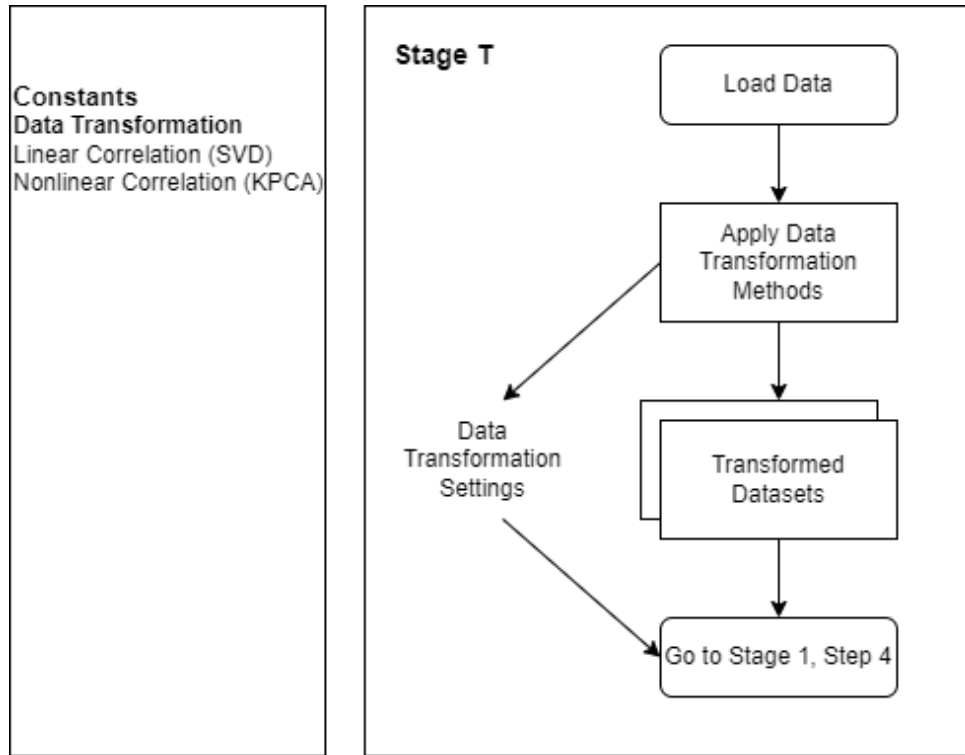 Constants
Data Transformation
Linear Correlation (SVD)
Nonlinear Correlation (KPCA)
Stage T
Load Data
Apply Data
Transformation
Methods
Data
Transformation
Settings
Transformed
Datasets
Go to Stage 1, Step 4